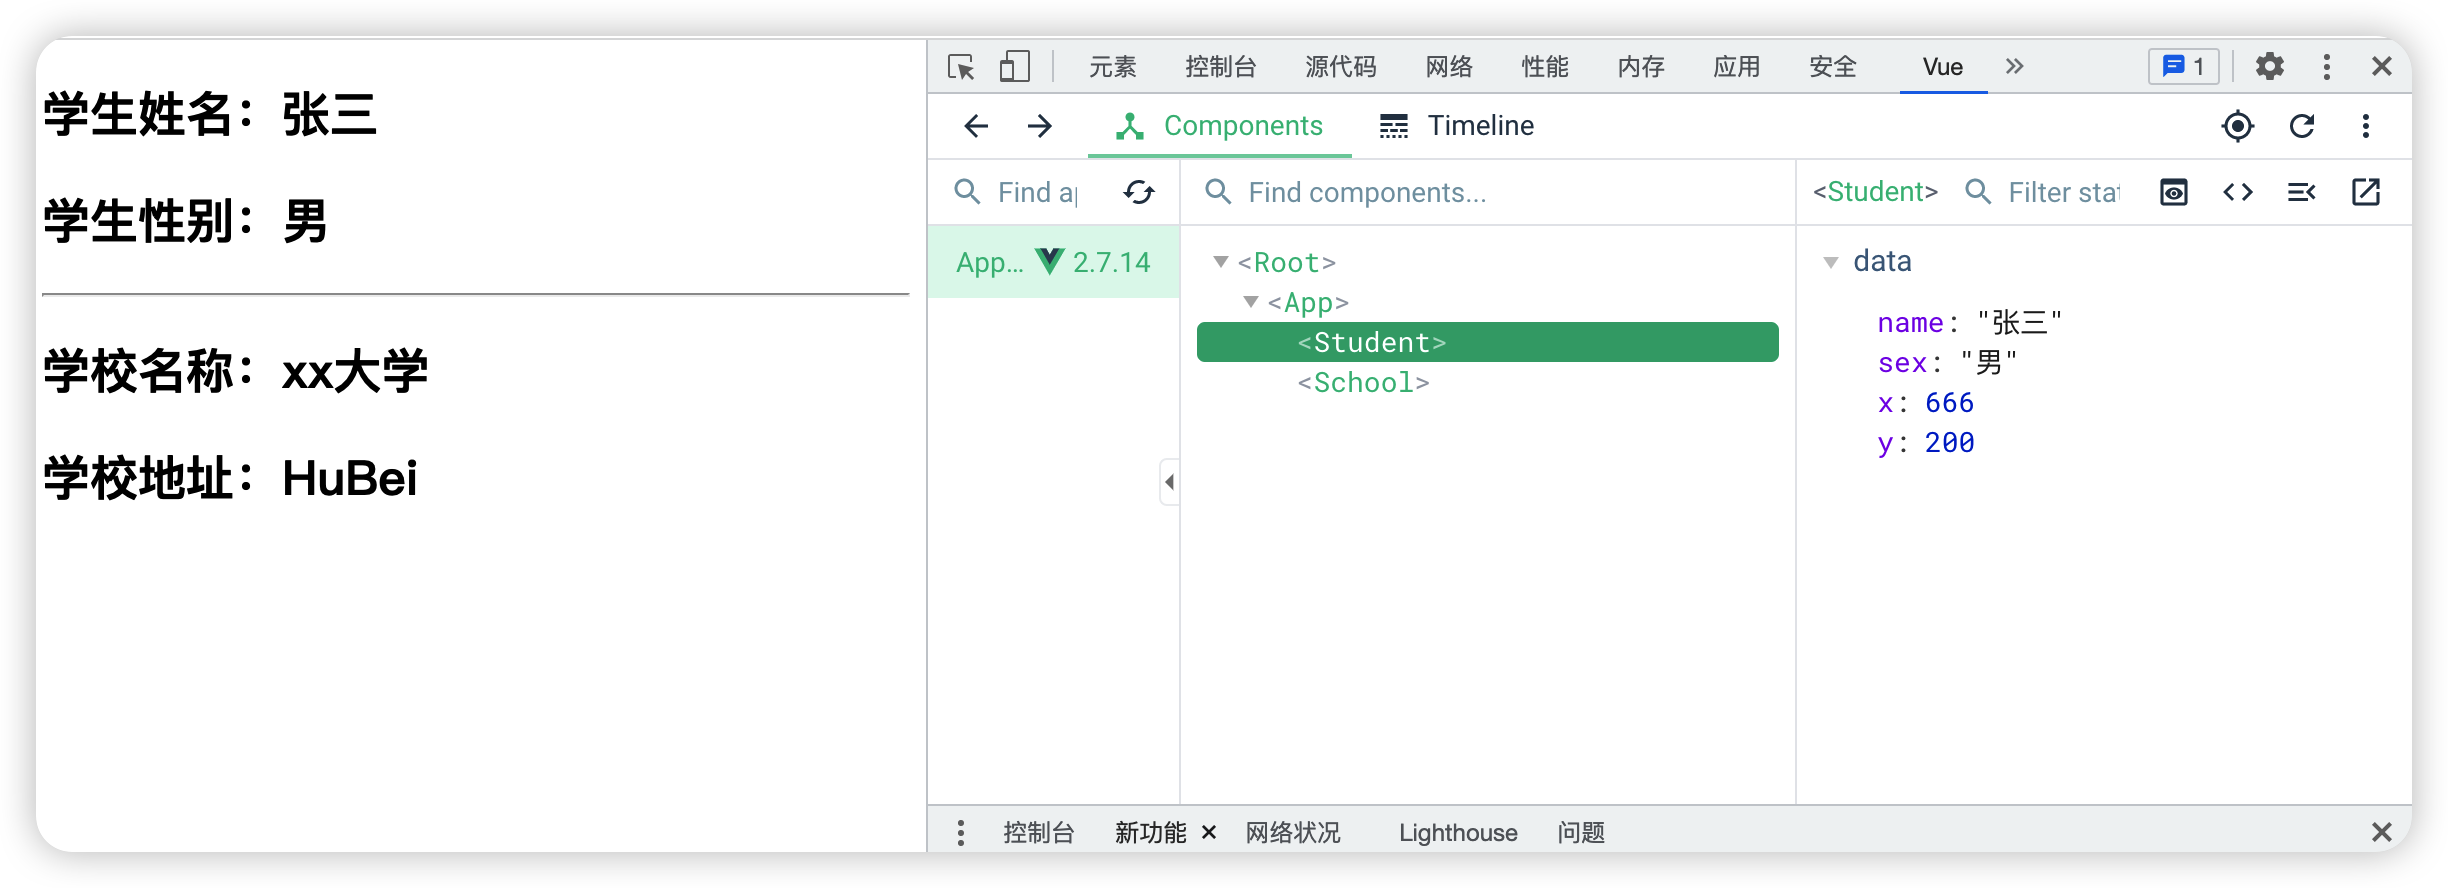 学生姓名：张三
学生性别：男
学校名称：xx大学
学校地址：HuBei
元素 控制台 源代码 网络 性能 内存 应用 安全 Vue 1
Components Timeline
Find ap
Find components...
<Student> Filter stat
App... 2.7.14
<Root>
<App>
<Student>
<School>
data
name: "张三"
sex: "男"
x: 666
y: 200
控制台 新功能 网络状况 Lighthouse 问题